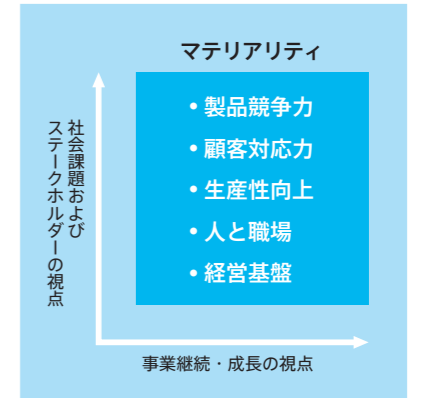 マテリアリティ
社会課題および
ステークホルダーの視点
• 製品競争力
• 顧客対応力
• 生産性向上
• 人と職場
• 経営基盤
事業継続・成長の視点